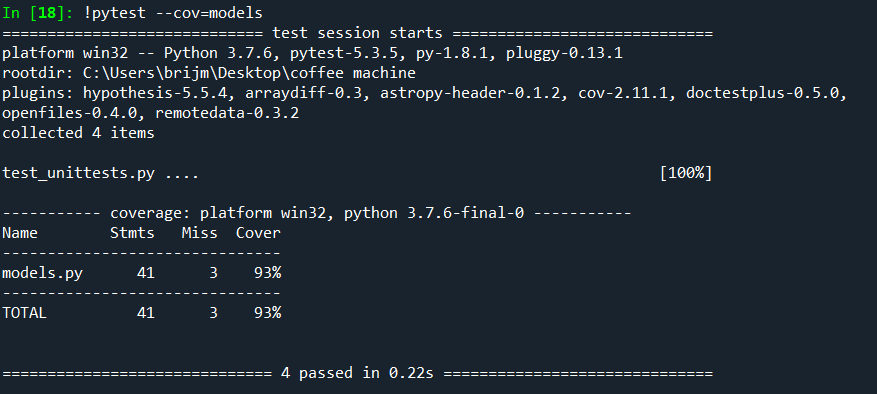 In [18]: !pytest --cov=models
============================= test session starts =============================
platform win32 -- Python 3.7.6, pytest-5.3.5, py-1.8.1, pluggy-0.13.1
rootdir: C:\Users\brijm\Desktop\coffee machine
plugins: hypothesis-5.5.4, arraydiff-0.3, astropy-header-0.1.2, cov-2.11.1, doctestplus-0.5.0,
openfiles-0.4.0, remotedata-0.3.2
collected 4 items
test_unittests.py ....                                                   [100%]
----------- coverage: platform win32, python 3.7.6-final-0 -----------
Name        Stmts   Miss  Cover
-------------------------------
models.py      41      3    93%
-------------------------------
TOTAL          41      3    93%
============================== 4 passed in 0.22s ==============================